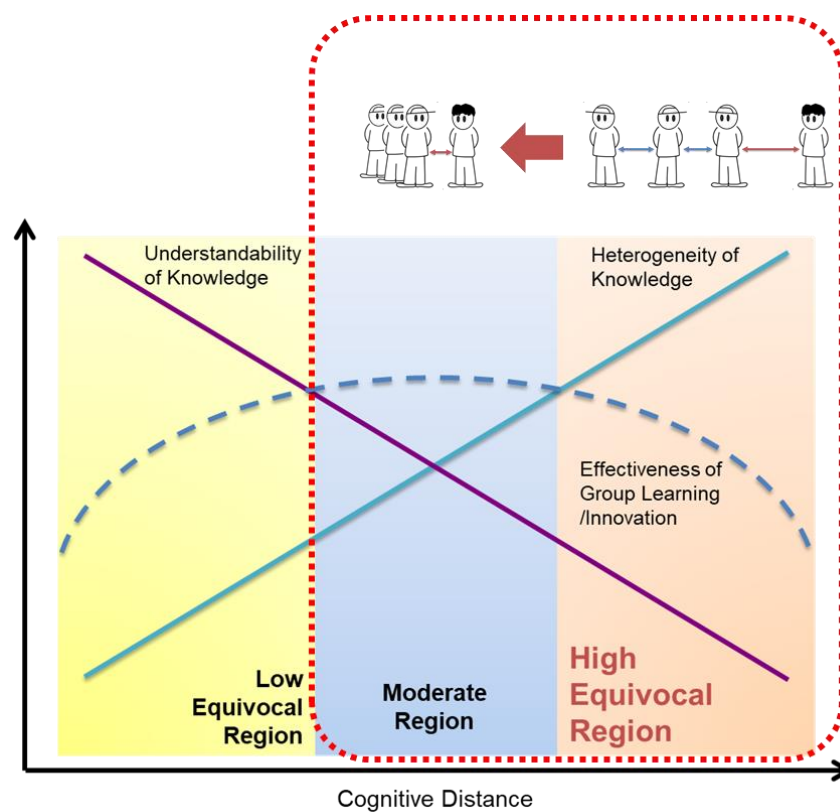 Understandability
of Knowledge
Heterogeneity of
Knowledge
Effectiveness of
Group Learning
/Innovation
Low
Equivocal
Region
Moderate
Region
High
Equivocal
Region
Cognitive Distance